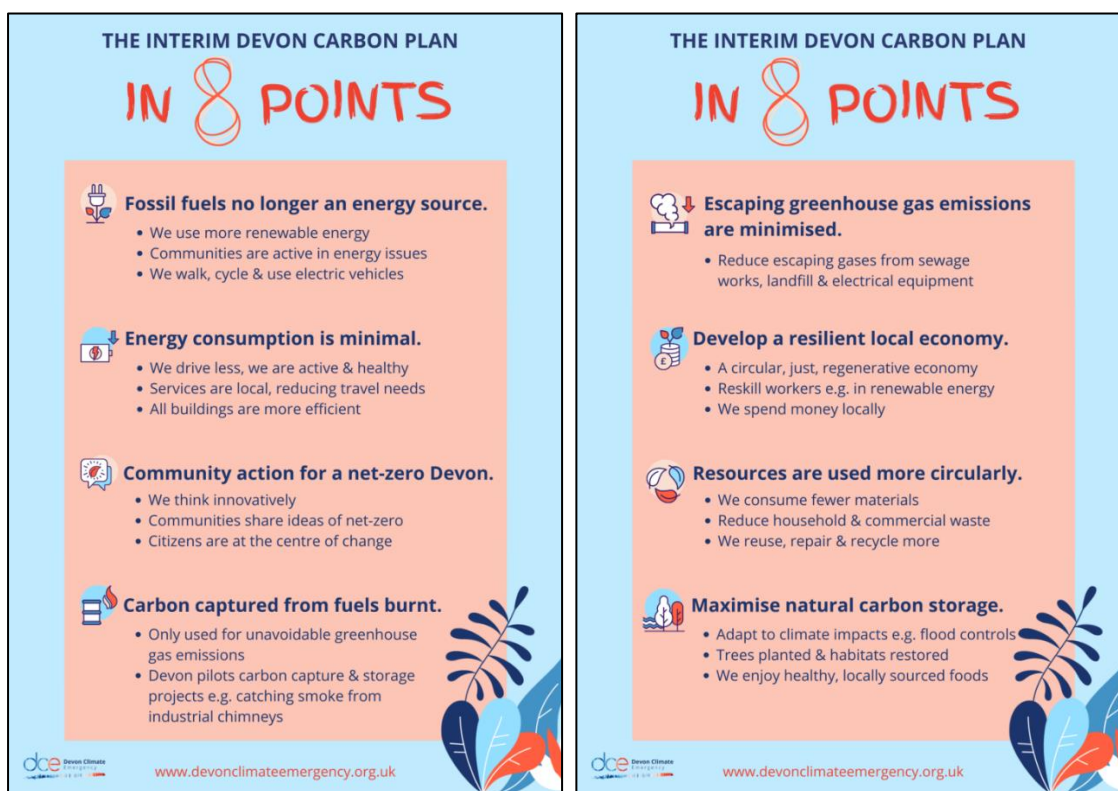 THE INTERIM DEVON CARBON PLAN
IN 8 POINTS
Fossil fuels no longer an energy source.
• We use more renewable energy
• Communities are active in energy issues
• We walk, cycle & use electric vehicles
Energy consumption is minimal.
• We drive less, we are active & healthy
• Services are local, reducing travel needs
• All buildings are more efficient
Community action for a net-zero Devon.
• We think innovatively
• Communities share ideas of net-zero
• Citizens are at the centre of change
Carbon captured from fuels burnt.
• Only used for unavoidable greenhouse
gas emissions
• Devon pilots carbon capture & storage
projects e.g. catching smoke from
industrial chimneys
dce Devon Climate
Emergency
www.devonclimateemergency.org.uk
THE INTERIM DEVON CARBON PLAN
IN 8 POINTS
Escaping greenhouse gas emissions
are minimised.
• Reduce escaping gases from sewage
works, landfill & electrical equipment
Develop a resilient local economy.
£
• A circular, just, regenerative economy
• Reskill workers e.g. in renewable energy
• We spend money locally
Resources are used more circularly.
• We consume fewer materials
• Reduce household & commercial waste
• We reuse, repair & recycle more
Maximise natural carbon storage.
• Adapt to climate impacts e.g. flood controls
• Trees planted & habitats restored
• We enjoy healthy, locally sourced foods
dce Devon Climate
Emergency
www.devonclimateemergency.org.uk